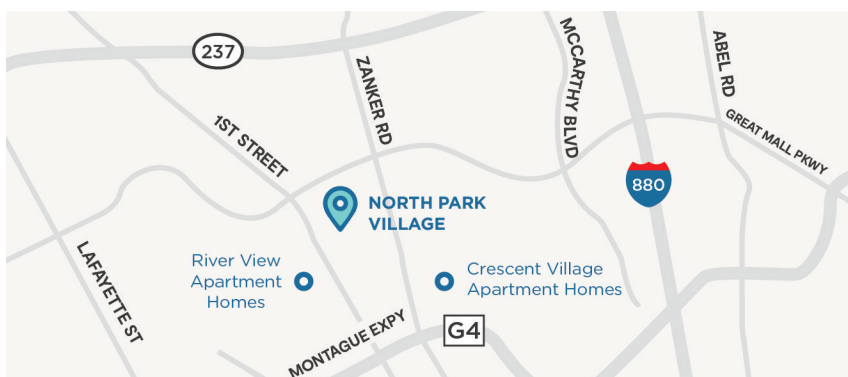 237
ZANKER RD
MCCARTHY BLVD
ABEL RD
1ST STREET
GREAT MALL PKWY
880
NORTH PARK
VILLAGE
LAFAYETTE ST
River View
Apartment
Homes
Crescent Village
Apartment Homes
MONTAGUE EXPY
G4